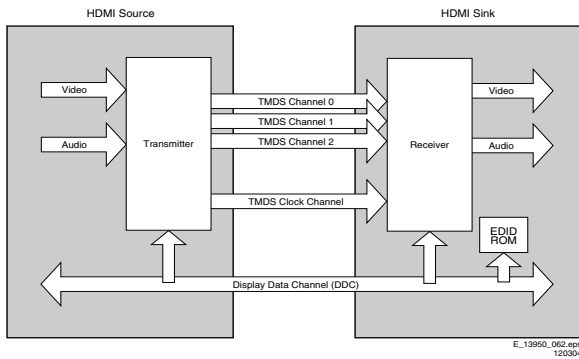 HDMI Source
HDMI Sink
Video
Audio
Transmitter
TMDS Channel 0
TMDS Channel 1
TMDS Channel 2
TMDS Clock Channel
Receiver
Video
Audio
EDID
ROM
Display Data Channel (DDC)
E_13950_062.eps
120304